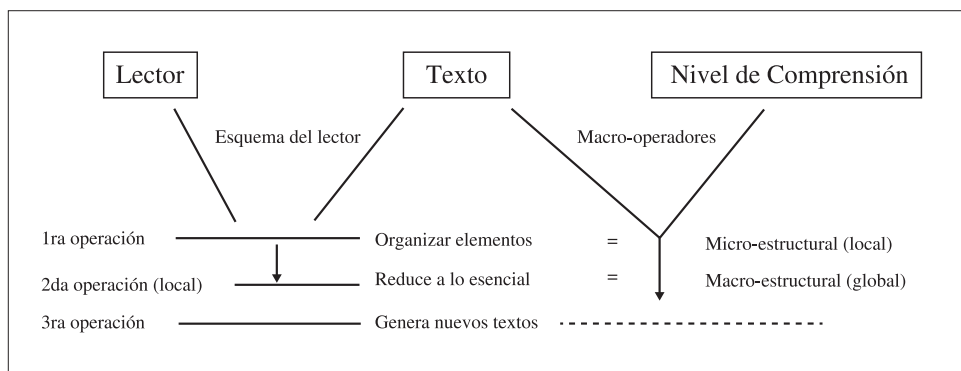 Lector
Texto
Nivel de Comprensión
Esquema del lector
Macro-operadores
1ra operación
Organizar elementos
=
Micro-estructural (local)
2da operación (local)
Reduce a lo esencial
=
Macro-estructural (global)
3ra operación
Genera nuevos textos